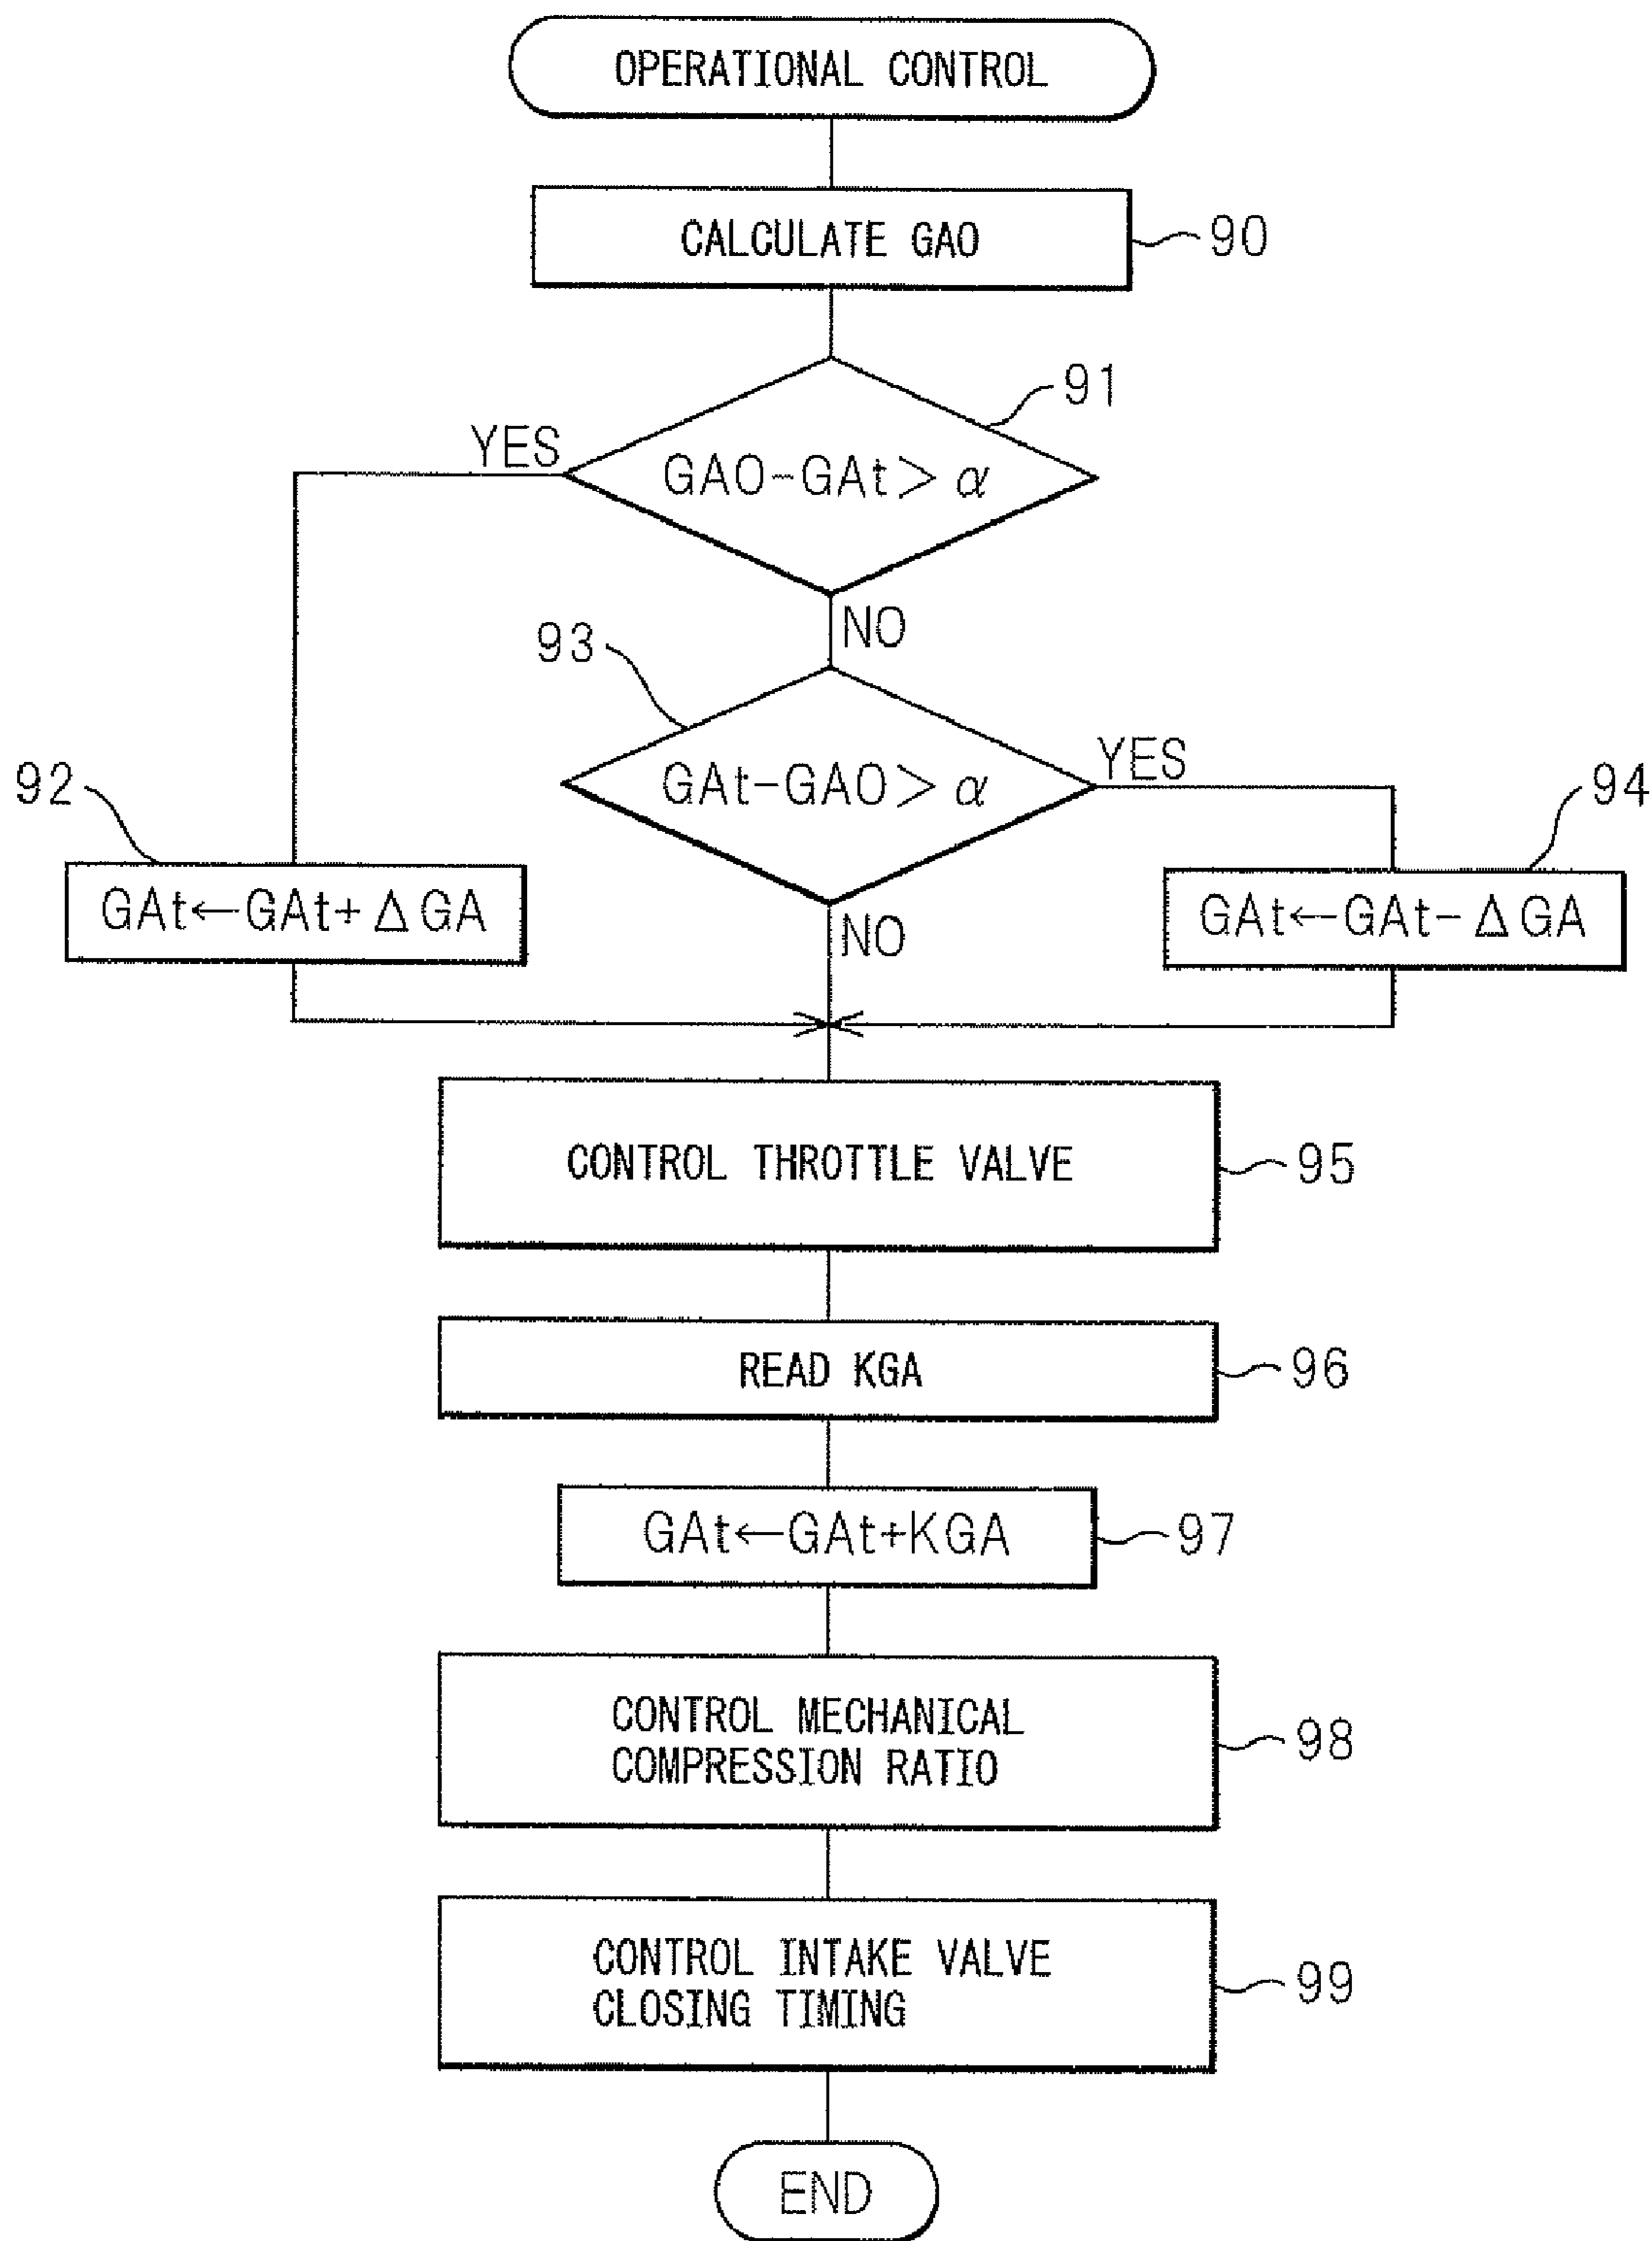 OPERATIONAL CONTROL
CALCULATE GAO
90
91
YES
GAO-GAt>α
NO
93
YES
92
GAt-GAO>α
94
GAt←GAt+ΔGA
GAt←GAt-ΔGA
NO
CONTROL THROTTLE VALVE
95
READ KGA
96
GAt←GAt+KGA
97
CONTROL MECHANICAL
COMPRESSION RATIO
98
CONTROL INTAKE VALVE
CLOSING TIMING
99
END